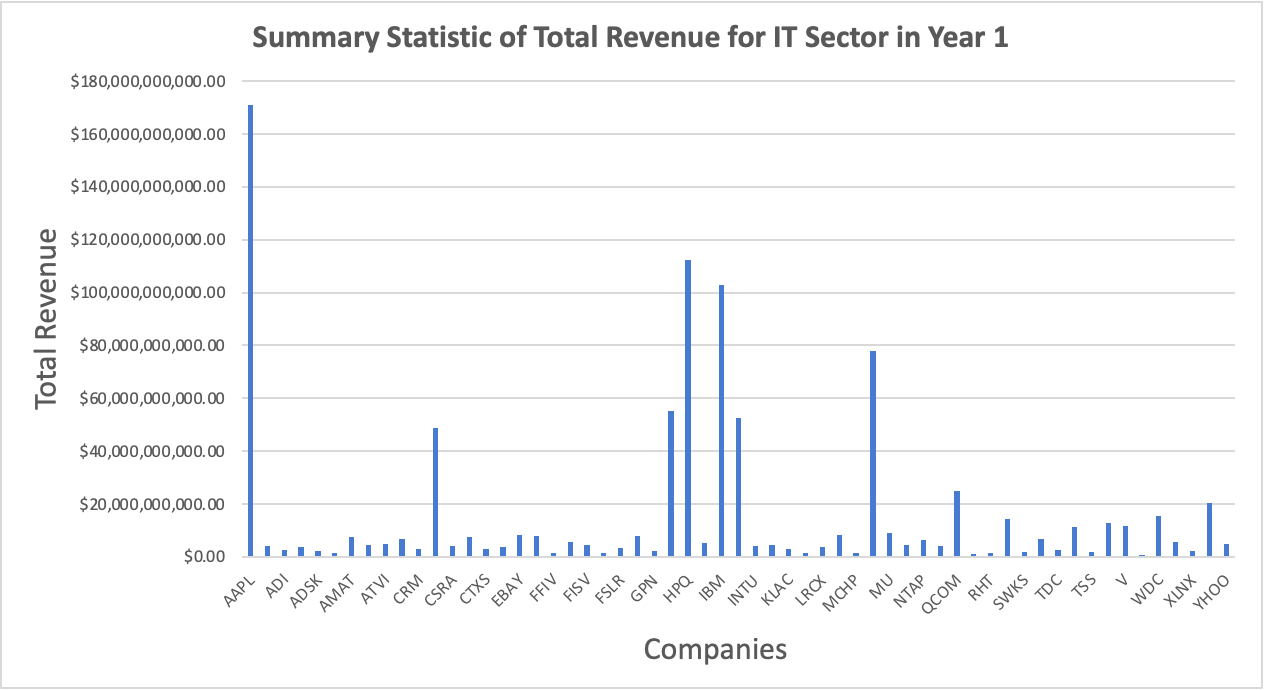 Summary Statistic of Total Revenue for IT Sector in Year 1
$180,000,000,000.00
$160,000,000,000.00
$140,000,000,000.00
$120,000,000,000.00
$100,000,000,000.00
$80,000,000,000.00
$60,000,000,000.00
$40,000,000,000.00
$20,000,000,000.00
$0.00
Total Revenue
AAPL
ADI
ADSK
AMAT
ATVI
CRM
CSRA
CTXS
EBAY
FFIV
FISV
FSLR
GPN
HPQ
IBM
INTU
KLAC
LRCX
MCHP
MU
NTAP
QCOM
RHT
SWKS
TDC
TSS
V
WDC
XLNX
YHOO
Companies